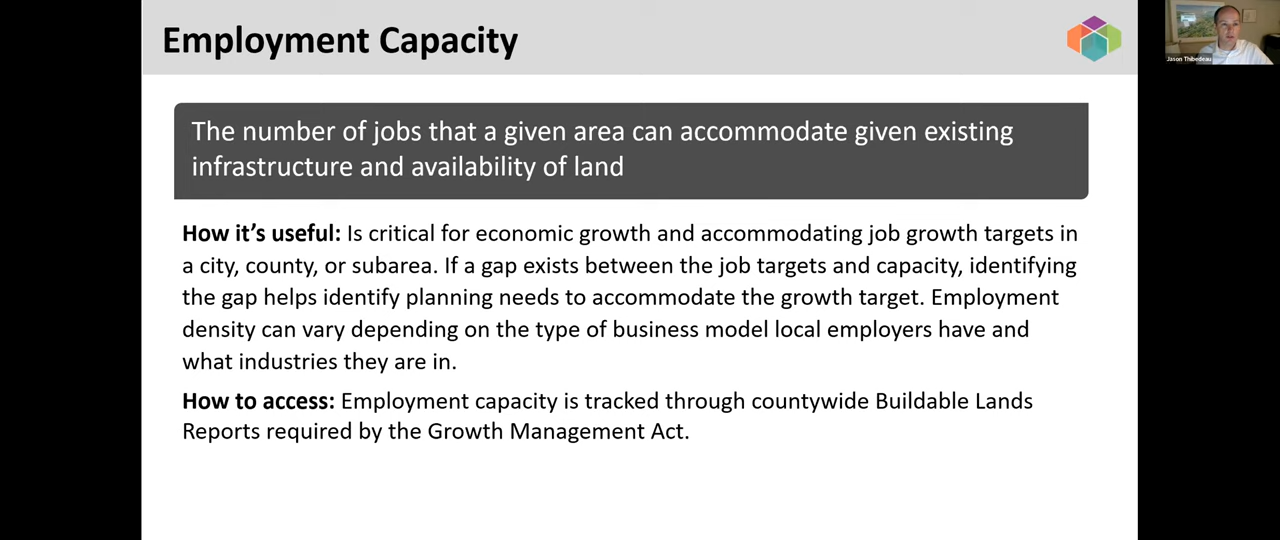 Employment Capacity
Jason Thibedeau
The number of jobs that a given area can accommodate given existing
infrastructure and availability of land
How it's useful: Is critical for economic growth and accommodating job growth targets in
a city, county, or subarea. If a gap exists between the job targets and capacity, identifying
the gap helps identify planning needs to accommodate the growth target. Employment
density can vary depending on the type of business model local employers have and
what industries they are in.
How to access: Employment capacity is tracked through countywide Buildable Lands
Reports required by the Growth Management Act.